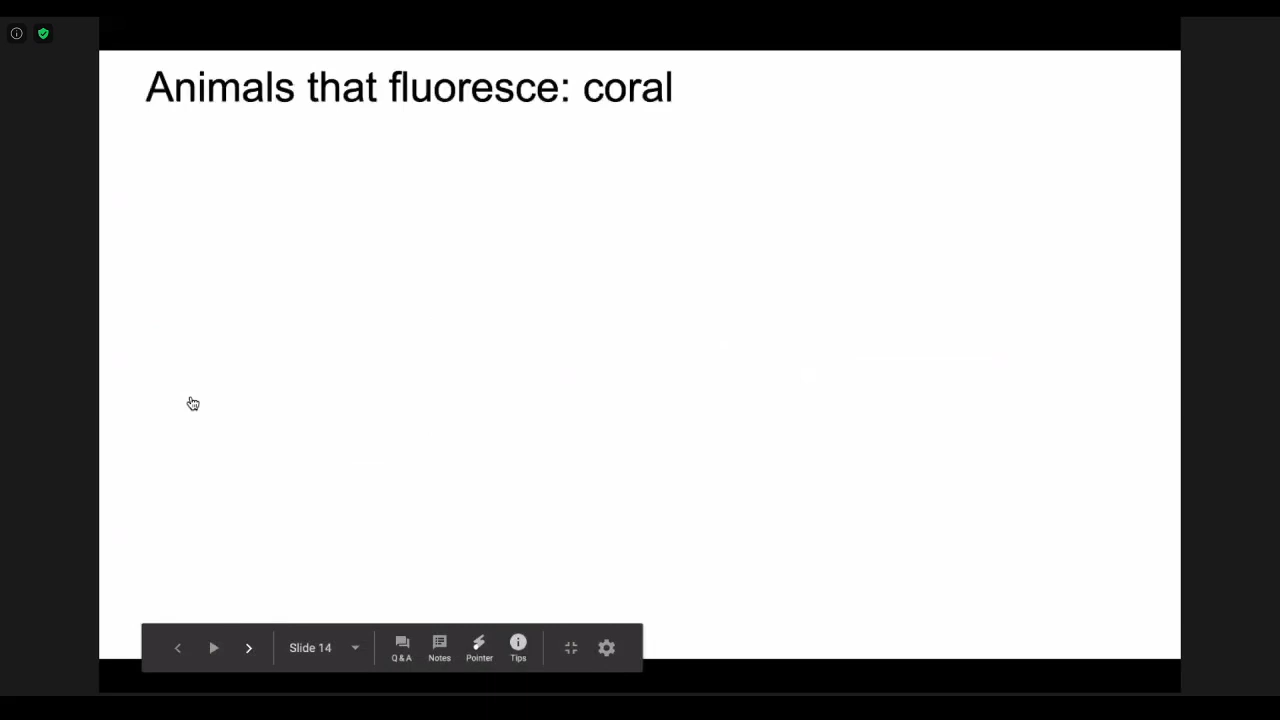 Animals that fluoresce: coral
Slide 14
Q&A
Notes
Pointer
Tips